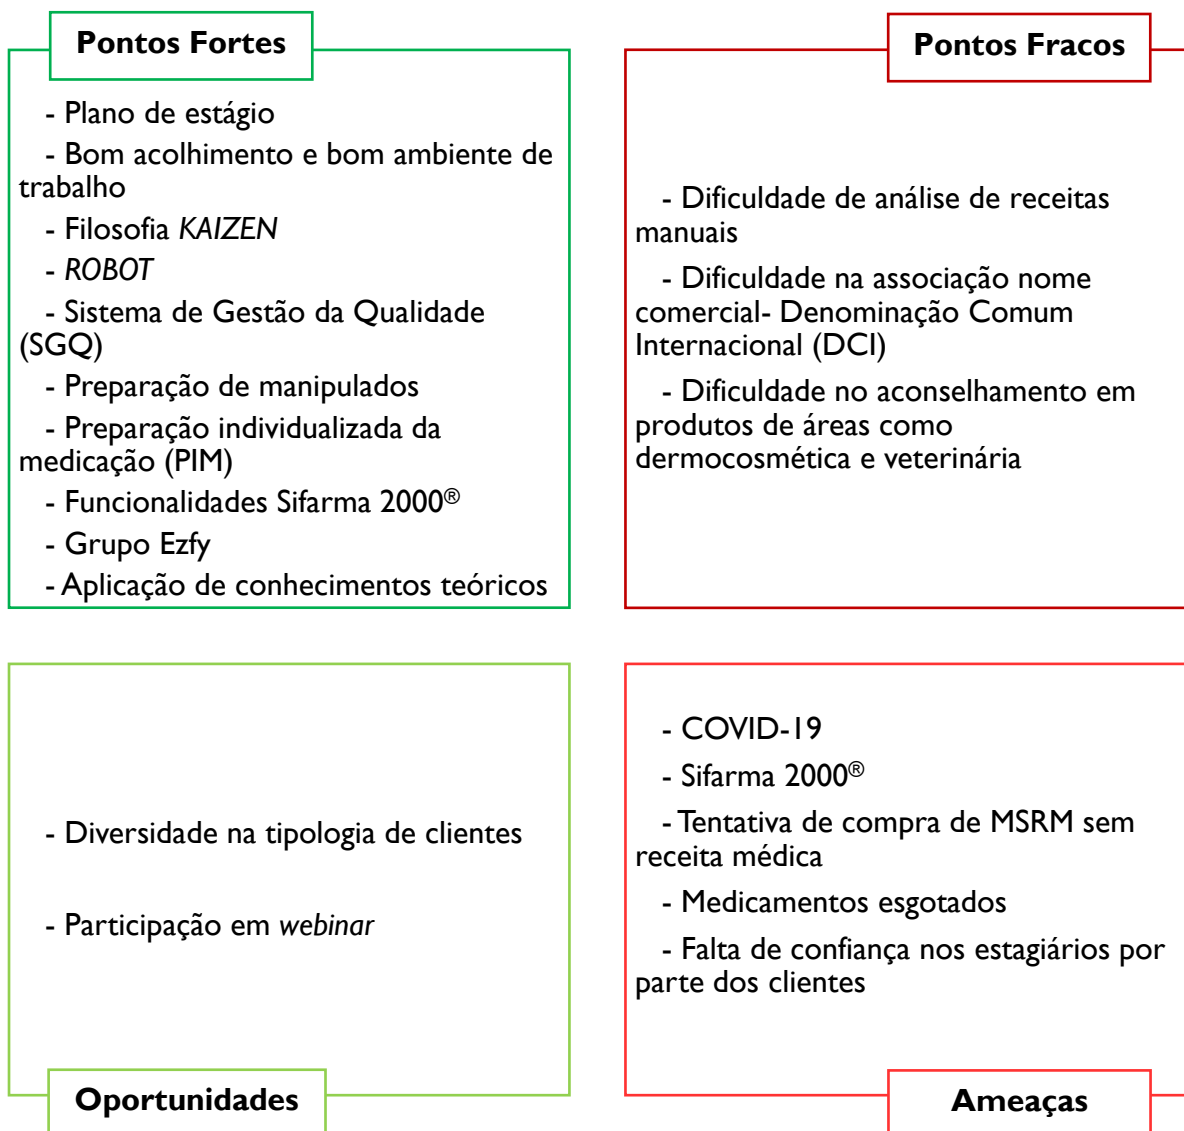 Pontos Fortes
- Plano de estágio
- Bom acolhimento e bom ambiente de
trabalho
- Filosofia KAIZEN
- ROBOT
- Sistema de Gestão da Qualidade
(SGQ)
- Preparação de manipulados
- Preparação individualizada da
medicação (PIM)
- Funcionalidades Sifarma 2000®
- Grupo Ezfy
- Aplicação de conhecimentos teóricos
Pontos Fracos
- Dificuldade de análise de receitas
manuais
- Dificuldade na associação nome
comercial- Denominação Comum
Internacional (DCI)
- Dificuldade no aconselhamento em
produtos de áreas como
dermocosmética e veterinária
- Diversidade na tipologia de clientes
- Participação em webinar
Oportunidades
- COVID-19
- Sifarma 2000®
- Tentativa de compra de MSRM sem
receita médica
- Medicamentos esgotados
- Falta de confiança nos estagiários por
parte dos clientes
Ameaças